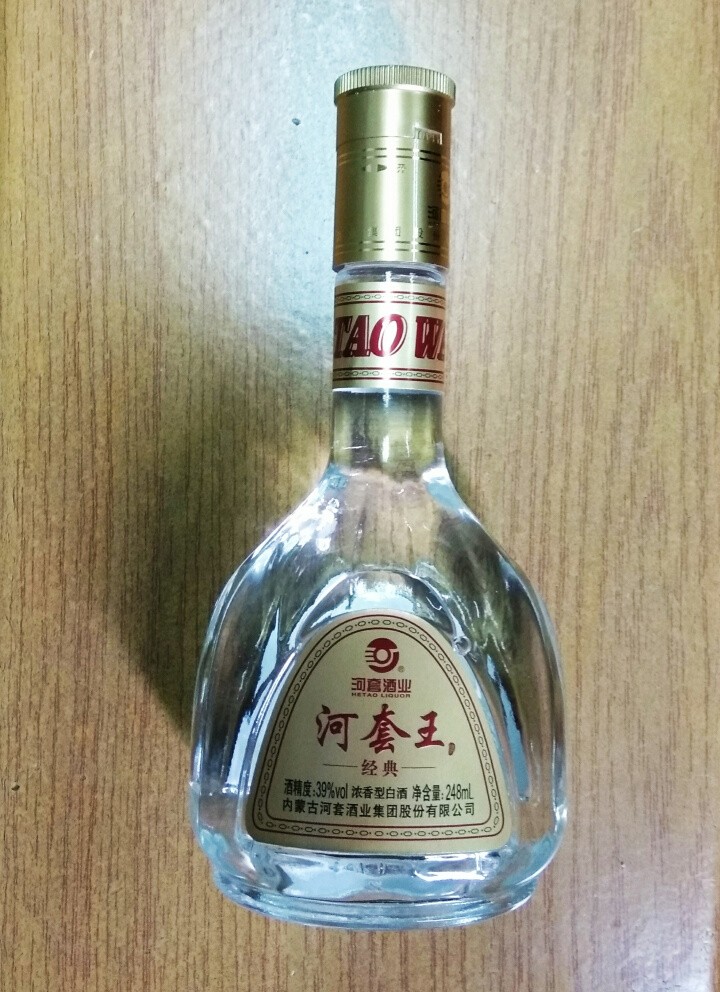 TAO W
河套酒业
HETAO LIQUOR
河套王
经典
酒精度:39%vol 浓香型白酒 净含量:248mL
内蒙古河套酒业集团股份有限公司